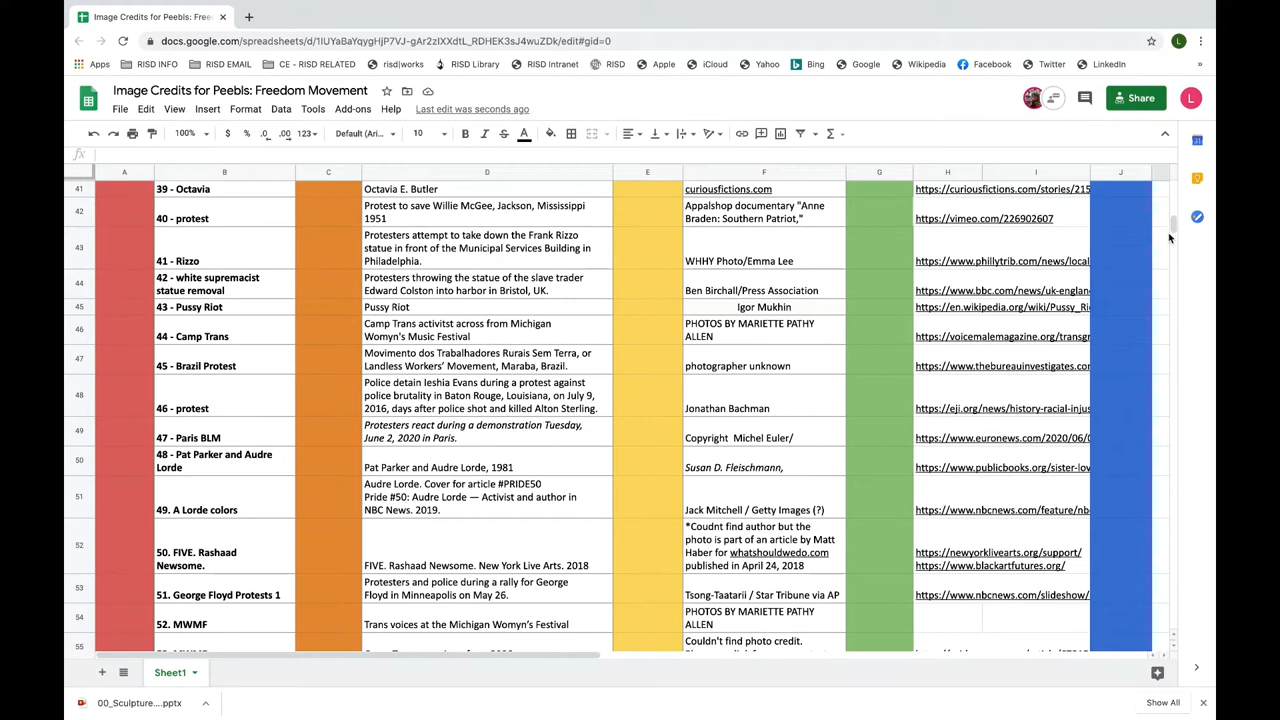 Image Credits for Peebls: Free
docs.google.com/spreadsheets/d/1lUYaBaYqygHjP7VJ-gAr2zIXXdtL_RDHEK3sJ4wuZDk/edit#gid=0
Apps RISD INFO RISD EMAIL CE - RISD RELATED risd|works RISD Library RISD Intranet RISD Apple iCloud Yahoo Bing Google Wikipedia Facebook Twitter LinkedIn »
Image Credits for Peebls: Freedom Movement
File Edit View Insert Format Data Tools Add-ons Help Last edit was seconds ago
Share
L
L
100% $ % .0 .00 123 Default (Ari... 10 B I S A
fx
A B C D E F G H I J
41 39 - Octavia Octavia E. Butler curiousfictions.com https://curiousfictions.com/stories/215
42 40 - protest Protest to save Willie McGee, Jackson, Mississippi
1951
Appalshop documentary "Anne
Braden: Southern Patriot,"
https://vimeo.com/226902607
43 41 - Rizzo Protesters attempt to take down the Frank Rizzo
statue in front of the Municipal Services Building in
Philadelphia.
WHHY Photo/Emma Lee
https://www.phillytrib.com/news/local
44 42 - white supremacist
statue removal
Protesters throwing the statue of the slave trader
Edward Colston into harbor in Bristol, UK.
Ben Birchall/Press Association
https://www.bbc.com/news/uk-englan
45 43 - Pussy Riot Pussy Riot Igor Mukhin https://en.wikipedia.org/wiki/Pussy_Ri
46 44 - Camp Trans Camp Trans activitst across from Michigan
Womyn's Music Festival
PHOTOS BY MARIETTE PATHY
ALLEN
https://voicemalemagazine.org/transgr
47 45 - Brazil Protest Movimento dos Trabalhadores Rurais Sem Terra, or
Landless Workers' Movement, Maraba, Brazil.
photographer unknown
https://www.thebureauinvestigates.com
48 46 - protest Police detain Ieshia Evans during a protest against
police brutality in Baton Rouge, Louisiana, on July 9,
2016, days after police shot and killed Alton Sterling.
Jonathan Bachman
https://eji.org/news/history-racial-injus
49 47 - Paris BLM Protesters react during a demonstration Tuesday,
June 2, 2020 in Paris.
Copyright Michel Euler/
https://www.euronews.com/2020/06/0
50 48 - Pat Parker and Audre
Lorde
Pat Parker and Audre Lorde, 1981
Susan D. Fleischmann,
https://www.publicbooks.org/sister-lov
51 49. A Lorde colors Audre Lorde. Cover for article #PRIDE50
Pride #50: Audre Lorde — Activist and author in
NBC News. 2019.
Jack Mitchell / Getty Images (?)
https://www.nbcnews.com/feature/nb
52 50. FIVE. Rashaad
Newsome.
FIVE. Rashaad Newsome. New York Live Arts. 2018
*Coudnt find author but the
photo is part of an article by Matt
Haber for whatshouldwedo.com
published in April 24, 2018
https://newyorklivearts.org/support/
https://www.blackartfutures.org/
53 51. George Floyd Protests 1 Protesters and police during a rally for George
Floyd in Minneapolis on May 26.
Tsong-Taatarii / Star Tribune via AP
https://www.nbcnews.com/slideshow/
54 52. MWMF Trans voices at the Michigan Womyn's Festival
PHOTOS BY MARIETTE PATHY
ALLEN
55 Couldn't find photo credit.
Sheet1
00_Sculpture....pptx
Show All